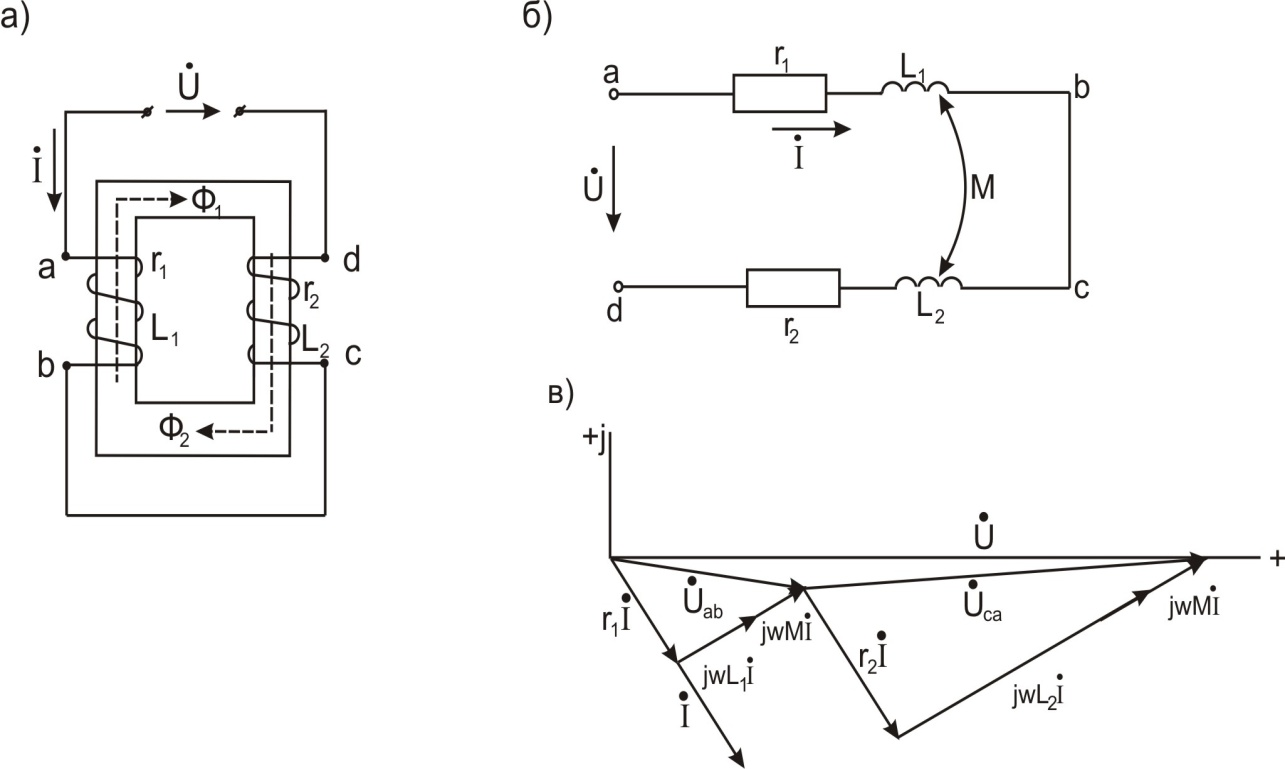 а)
U̇
İ
Φ₁
a
r₁
d
r₂
L₁
L₂
b
c
Φ₂
б)
a
r₁
L₁
b
İ
U̇
M
d
r₂
L₂
c
в)
+j
U̇
+
U̇ab
U̇ca
r₁İ
jwMİ
jwL₁İ
r₂İ
jwMİ
jwL₂İ
İ